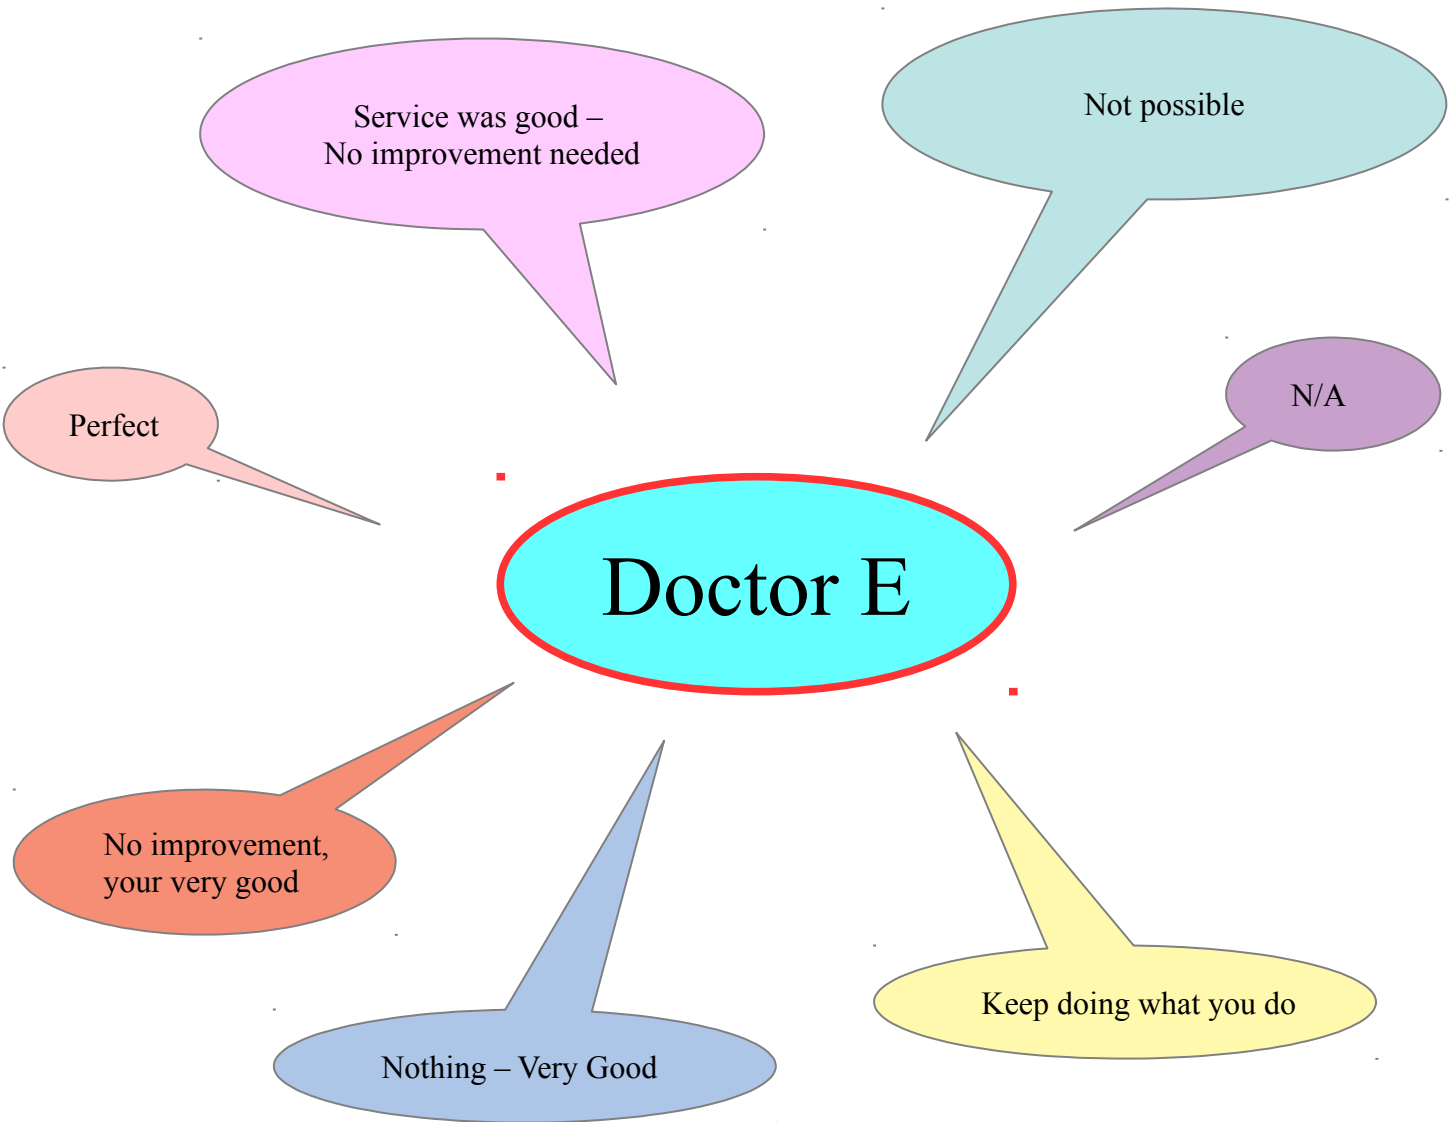 Service was good –
No improvement needed
Not possible
Perfect
N/A
Doctor E
No improvement,
your very good
Keep doing what you do
Nothing – Very Good